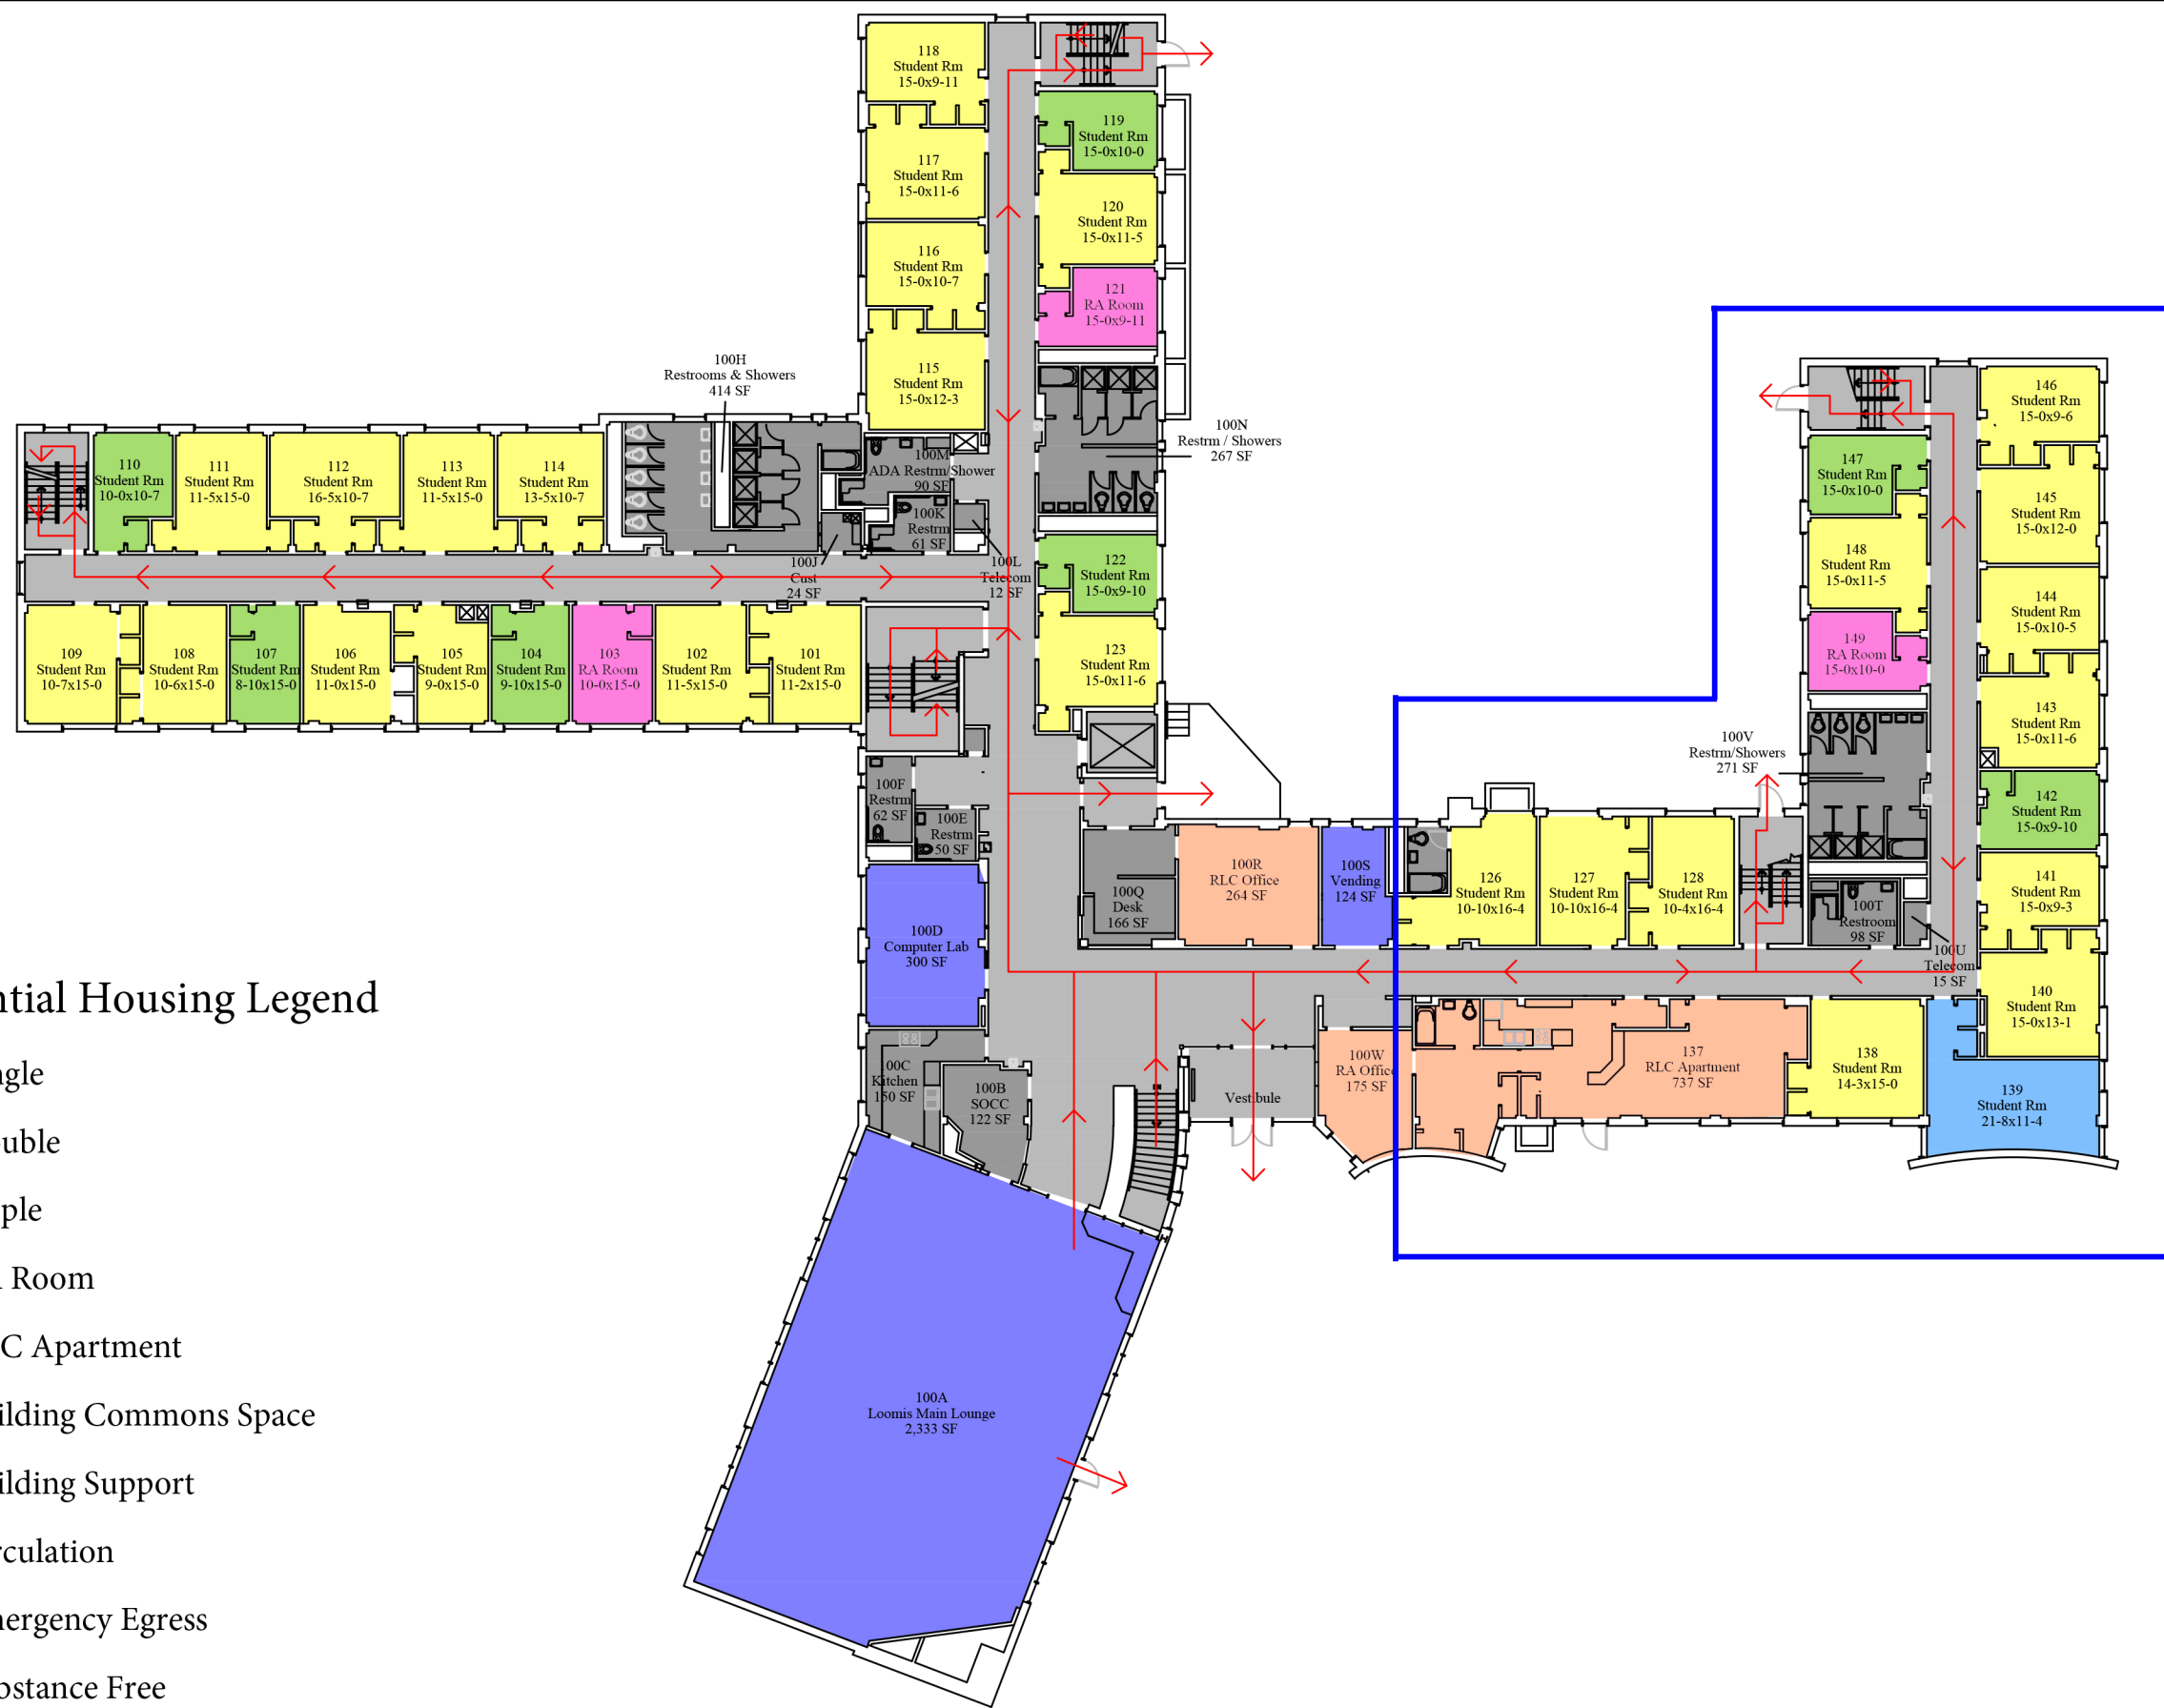 118
Student Rm
15-0x9-11
119
Student Rm
15-0x10-0
117
Student Rm
15-0x11-6
120
Student Rm
15-0x11-5
116
Student Rm
15-0x10-7
121
RA Room
15-0x9-11
115
Student Rm
15-0x12-3
100H
Restrooms & Showers
414 SF
100N
Restrm / Showers
267 SF
110
Student Rm
10-0x10-7
111
Student Rm
11-5x15-0
112
Student Rm
16-5x10-7
113
Student Rm
11-5x15-0
114
Student Rm
13-5x10-7
100M
ADA Restrm/Shower
90 SF
100K
Restrm
61 SF
100J
Cust
24 SF
100L
Telecom
12 SF
122
Student Rm
15-0x9-10
123
Student Rm
15-0x11-6
109
Student Rm
10-7x15-0
108
Student Rm
10-6x15-0
107
Student Rm
8-10x15-0
106
Student Rm
11-0x15-0
105
Student Rm
9-0x15-0
104
Student Rm
9-10x15-0
103
RA Room
10-0x15-0
102
Student Rm
11-5x15-0
101
Student Rm
11-2x15-0
146
Student Rm
15-0x9-6
147
Student Rm
15-0x10-0
145
Student Rm
15-0x12-0
148
Student Rm
15-0x11-5
144
Student Rm
15-0x10-5
149
RA Room
15-0x10-0
143
Student Rm
15-0x11-6
100V
Restrm/Showers
271 SF
142
Student Rm
15-0x9-10
141
Student Rm
15-0x9-3
140
Student Rm
15-0x13-1
100F
Restrm
62 SF
100E
Restrm
50 SF
100D
Computer Lab
300 SF
100Q
Desk
166 SF
100R
RLC Office
264 SF
100S
Vending
124 SF
126
Student Rm
10-10x16-4
127
Student Rm
10-10x16-4
128
Student Rm
10-4x16-4
100T
Restroom
98 SF
100U
Telecom
15 SF
100C
Kitchen
150 SF
100B
SOCC
122 SF
Vestibule
100W
RA Office
175 SF
137
RLC Apartment
737 SF
138
Student Rm
14-3x15-0
139
Student Rm
21-8x11-4
100A
Loomis Main Lounge
2,333 SF
ntial Housing Legend
gle
uble
ple
Room
C Apartment
ilding Commons Space
ilding Support
rculation
nergency Egress
bstance Free